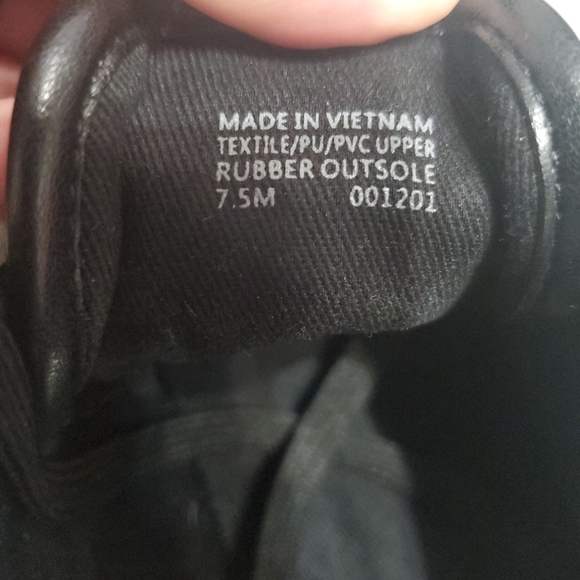 MADE IN VIETNAM
TEXTILE/PU/PVC UPPER
RUBBER OUTSOLE
7.5M 001201